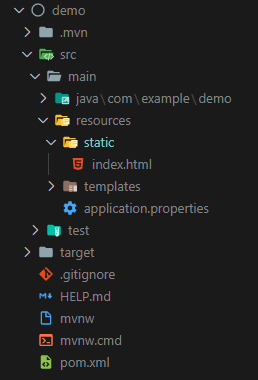 demo
.mvn
src
main
java\com\example\demo
resources
static
index.html
templates
application.properties
test
target
.gitignore
HELP.md
mvnw
mvnw.cmd
pom.xml